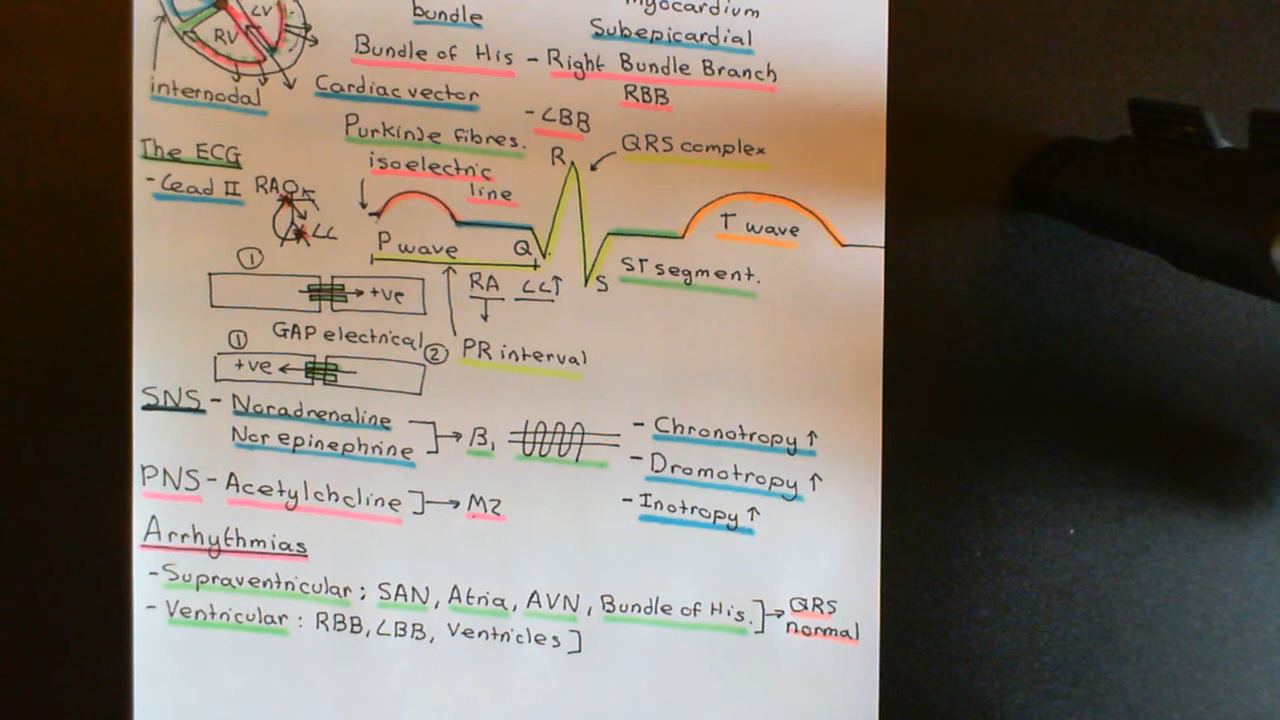 LV
RV
internodal
bundle
Myocardium
Subepicardial
Bundle of His - Right Bundle Branch
RBB
Cardiac vector
- LBB
Purkinje fibres.
The ECG
- Lead II
RA
LL
isoelectric
line
R
QRS complex
P wave
Q
S
T wave
ST segment.
RA LL↑
PR interval
①
+ve
GAP electrical
①
②
+ve
SNS - Noradrenaline
Norepinephrine
→ β₁
- Chronotropy ↑
- Dromotropy ↑
- Inotropy ↑
PNS - Acetylcholine ] → M2
Arrhythmias
- Supraventricular ; SAN, Atria, AVN, Bundle of His. ] → QRS
normal
- Ventricular : RBB, LBB, Ventricles ]